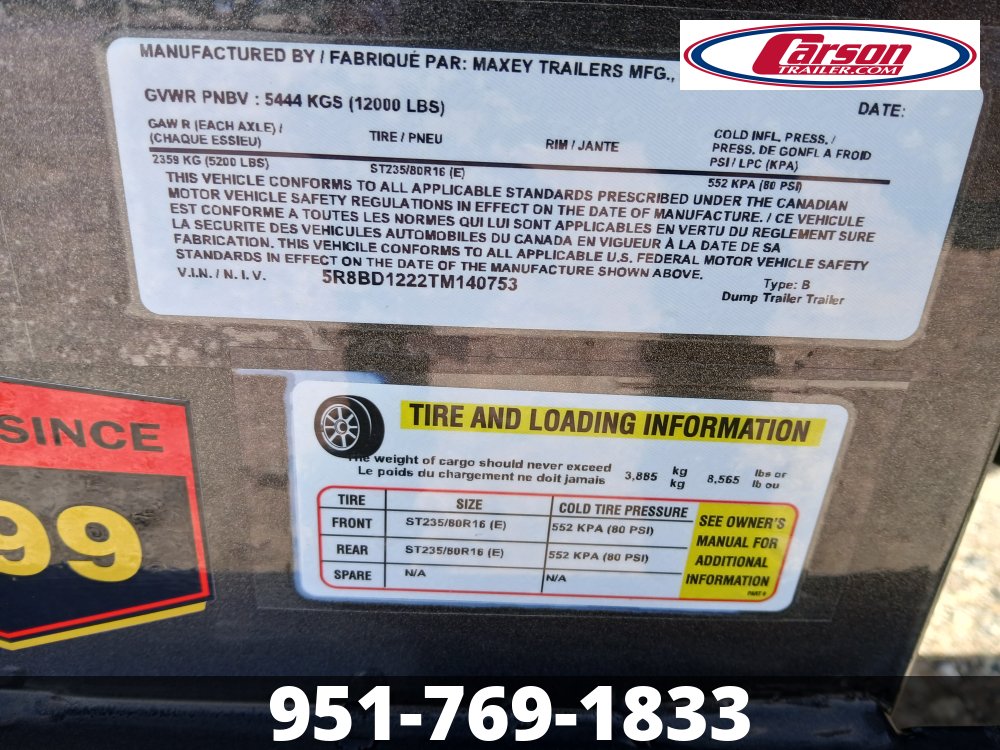 Carson
TRAILER.COM
MANUFACTURED BY / FABRIQUÉ PAR: MAXEY TRAILERS MFG.,
GVWR PNBV : 5444 KGS (12000 LBS)
DATE:
GAW R (EACH AXLE) /
(CHAQUE ESSIEU)
TIRE / PNEU
RIM / JANTE
COLD INFL. PRESS. /
PRESS. DE GONFL A FROID
PSI / LPC (KPA)
2359 KG (5200 LBS)
ST235/80R16 (E)
552 KPA (80 PSI)
THIS VEHICLE CONFORMS TO ALL APPLICABLE STANDARDS PRESCRIBED UNDER THE CANADIAN
MOTOR VEHICLE SAFETY REGULATIONS IN EFFECT ON THE DATE OF MANUFACTURE. / CE VEHICULE
EST CONFORME A TOUTES LES NORMES QUI LUI SONT APPLICABLES EN VERTU DU REGLEMENT SURE
LA SECURITE DES VEHICULES AUTOMOBILES DU CANADA EN VIGUEUR À LA DATE DE SA
FABRICATION. THIS VEHICILE CONFORMS TO ALL APPLICABLE U.S. FEDERAL MOTOR VEHICLE SAFETY
STANDARDS IN EFFECT ON THE DATE OF THE MANUFACTURE SHOWN ABOVE.
V.I.N. / N. I. V.
5R8BD1222TM140753
Type: B
Dump Trailer Trailer
SINCE
99
TIRE AND LOADING INFORMATION
The weight of cargo should never exceed
Le poids du chargement ne doit jamais
3,885
kg
kg
8,565
lbs or
lb ou
TIRE SIZE COLD TIRE PRESSURE
FRONT ST235/80R16 (E) 552 KPA (80 PSI)
REAR ST235/80R16 (E) 552 KPA (80 PSI)
SPARE N/A N/A
SEE OWNER'S
MANUAL FOR
ADDITIONAL
INFORMATION
PART #
951-769-1833